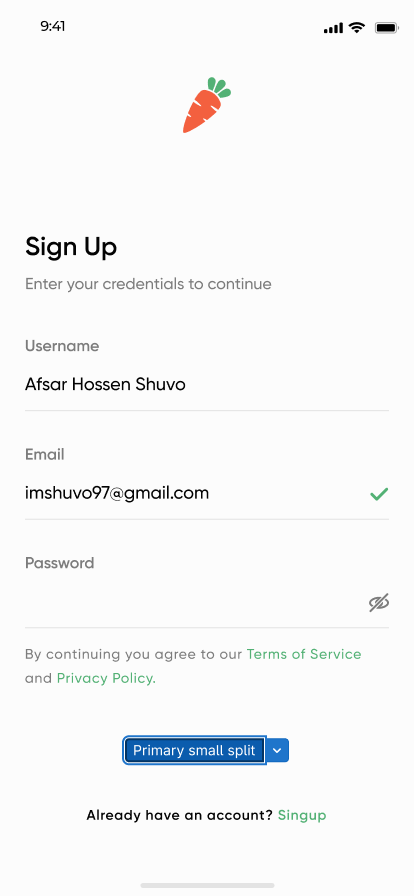 9:41
Sign Up
Enter your credentials to continue
Username
Afsar Hossen Shuvo
Email
imshuvo97@gmail.com
Password
By continuing you agree to our Terms of Service
and Privacy Policy.
Primary small split
Already have an account? Singup